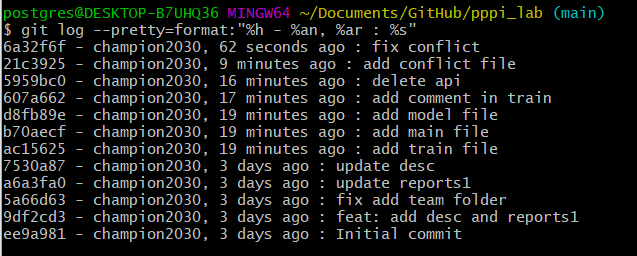 postgres@DESKTOP-B7UHQ36 MINGW64 ~/Documents/GitHub/pppi_lab (main)
$ git log --pretty=format:"%h - %an, %ar : %s"
6a32f6f - champion2030, 62 seconds ago : fix conflict
21c3925 - champion2030, 9 minutes ago : add conflict file
5959bc0 - champion2030, 16 minutes ago : delete api
607a662 - champion2030, 17 minutes ago : add comment in train
d8fb89e - champion2030, 19 minutes ago : add model file
b70aecf - champion2030, 19 minutes ago : add main file
ac15625 - champion2030, 19 minutes ago : add train file
7530a87 - champion2030, 3 days ago : update desc
a6a3fa0 - champion2030, 3 days ago : update reports1
5a66d63 - champion2030, 3 days ago : fix add team folder
9df2cd3 - champion2030, 3 days ago : feat: add desc and reports1
ee9a981 - champion2030, 3 days ago : Initial commit